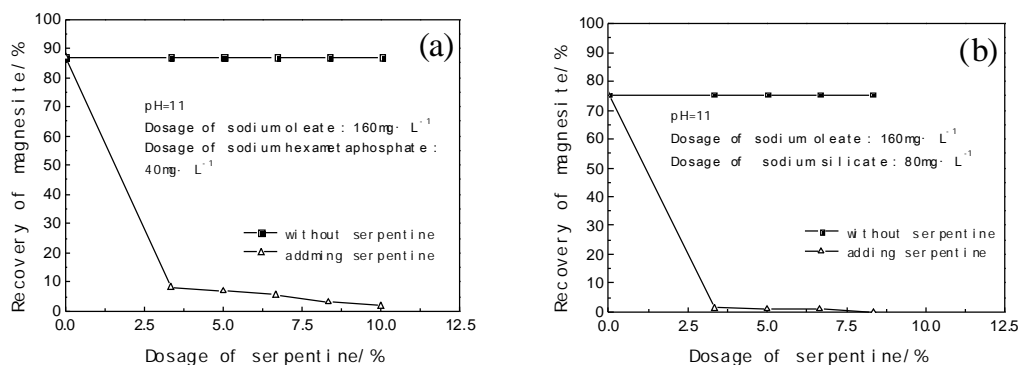 (a)
Recovery of magnesite/%
100
90
80
70
60
50
40
30
20
10
0
pH=11
Dosage of sodium oleate: 160mg· L⁻¹
Dosage of sodium hexametaphosphate:
40mg· L⁻¹
without serpentine
addming serpentine
0.0 2.5 5.0 7.5 10.0 12.5
Dosage of serpentine/%
(b)
Recovery of magnesite/%
100
90
80
70
60
50
40
30
20
10
0
pH=11
Dosage of sodium oleate: 160mg· L⁻¹
Dosage of sodium silicate: 80mg· L⁻¹
without serpentine
adding serpentine
0.0 2.5 5.0 7.5 10.0 12.5
Dosage of serpentine/%